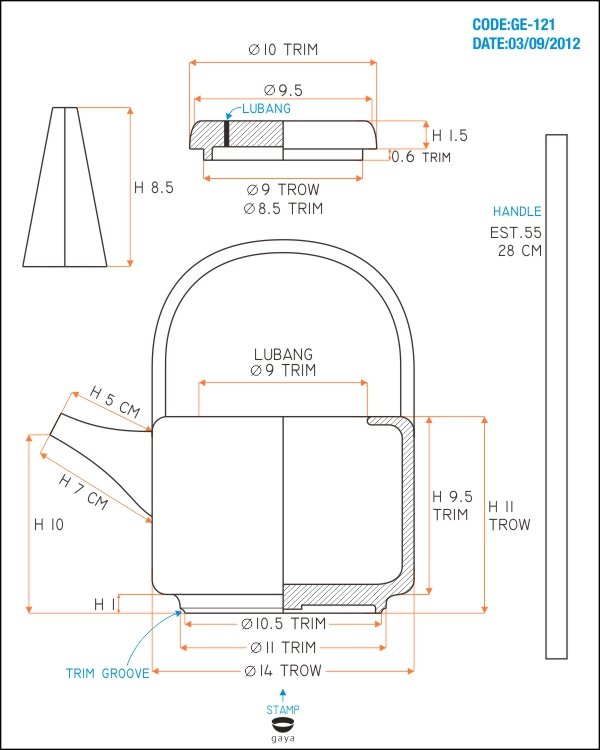 CODE:GE-121
DATE:03/09/2012
Ø10 TRIM
Ø9.5
LUBANG
H 1.5
0.6 TRIM
Ø9 TROW
Ø8.5 TRIM
H 8.5
HANDLE
EST.55
28 CM
LUBANG
Ø9 TRIM
H 5 CM
H 7 CM
H 10
H 9.5
TRIM
H 11
TROW
H 1
Ø10.5 TRIM
Ø11 TRIM
Ø14 TROW
TRIM GROOVE
STAMP
gaya